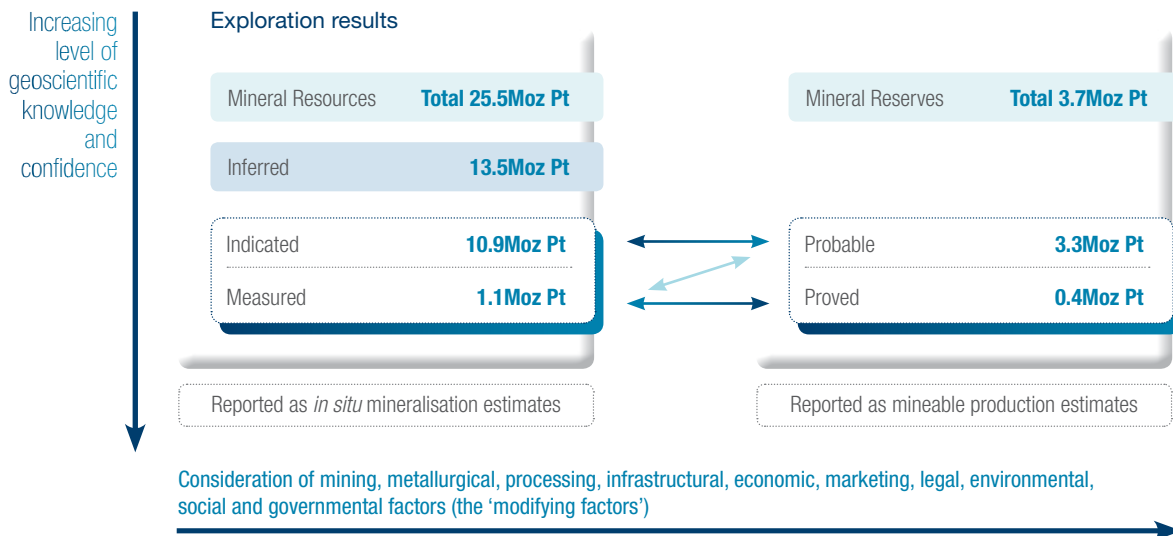 Increasing
level of
geoscientific
knowledge
and
confidence
Exploration results
Mineral Resources Total 25.5Moz Pt
Inferred 13.5Moz Pt
Indicated 10.9Moz Pt
Measured 1.1Moz Pt
Reported as in situ mineralisation estimates
Mineral Reserves Total 3.7Moz Pt
Probable 3.3Moz Pt
Proved 0.4Moz Pt
Reported as mineable production estimates
Consideration of mining, metallurgical, processing, infrastructural, economic, marketing, legal, environmental,
social and governmental factors (the ‘modifying factors’)